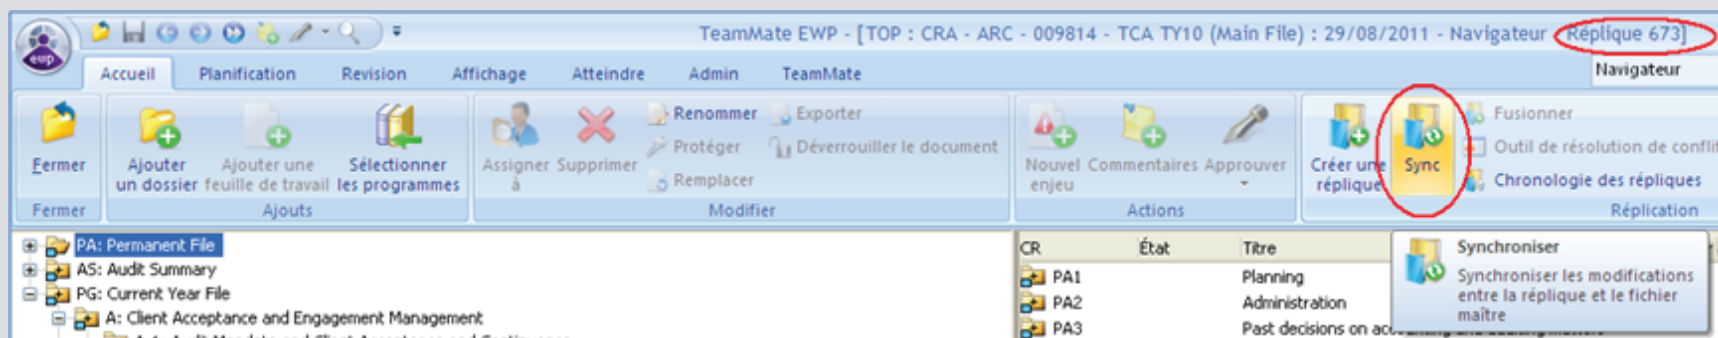 TeamMate EWP - [TOP : CRA - ARC - 009814 - TCA TY10 (Main File) : 29/08/2011 - Navigateur - Réplique 673]
ewp
Accueil Planification Revision Affichage Atteindre Admin TeamMate Navigateur
Fermer
Ajouter un dossier
Ajouter une feuille de travail
Sélectionner les programmes
Assigner à
Supprimer
Renommer
Protéger
Remplacer
Exporter
Déverrouiller le document
Nouvel enjeu
Commentaires
Approuver
Créer une réplique
Sync
Fusionner
Outil de résolution de conflit
Chronologie des répliques
Fermer Ajouts Modifier Actions Réplication
PA: Permanent File
AS: Audit Summary
PG: Current Year File
A: Client Acceptance and Engagement Management
CR État Titre
PA1 Planning
PA2 Administration
PA3 Past decisions on
Synchroniser
Synchroniser les modifications
entre la réplique et le fichier
maître